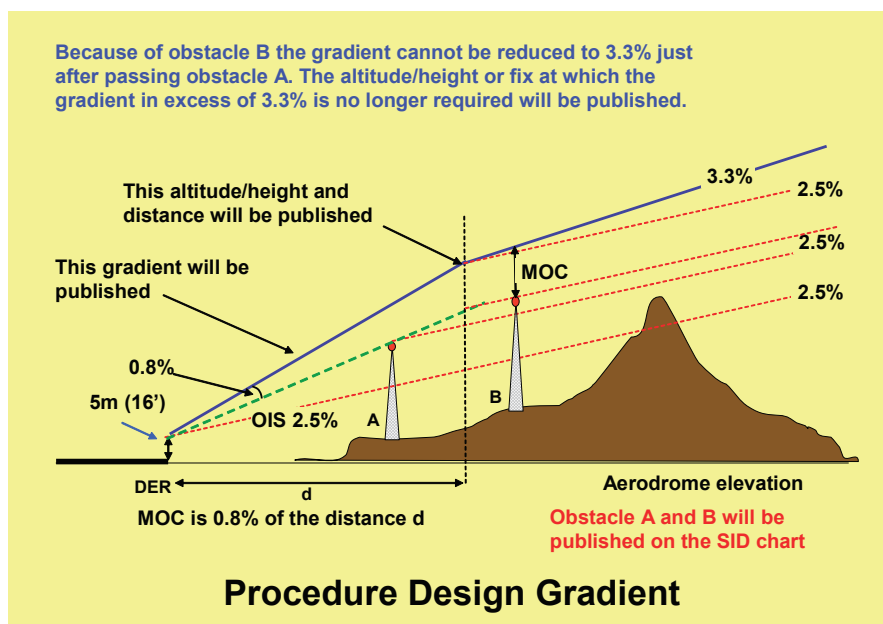 Because of obstacle B the gradient cannot be reduced to 3.3% just
after passing obstacle A. The altitude/height or fix at which the
gradient in excess of 3.3% is no longer required will be published.
3.3%
This altitude/height and
distance will be published
2.5%
2.5%
This gradient will be
published
MOC
2.5%
0.8%
5m (16')
OIS 2.5%
A
B
DER
d
Aerodrome elevation
MOC is 0.8% of the distance d
Obstacle A and B will be
published on the SID chart
Procedure Design Gradient